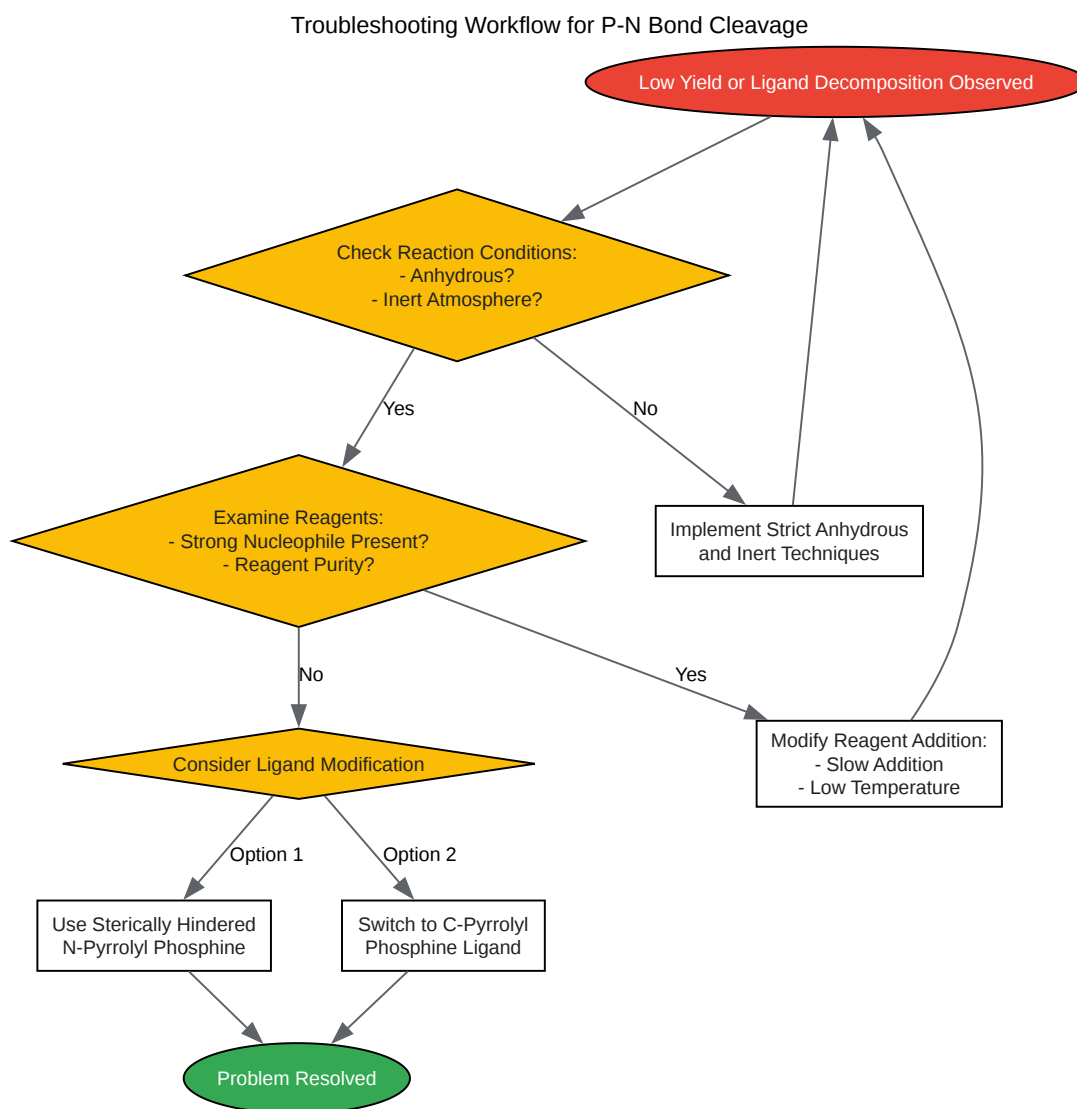 Troubleshooting Workflow for P-N Bond Cleavage
Low Yield or Ligand Decomposition Observed
Check Reaction Conditions:
- Anhydrous?
- Inert Atmosphere?
Yes
No
Examine Reagents:
- Strong Nucleophile Present?
- Reagent Purity?
Implement Strict Anhydrous
and Inert Techniques
No
Yes
Consider Ligand Modification
Modify Reagent Addition:
- Slow Addition
- Low Temperature
Option 1
Option 2
Use Sterically Hindered
N-Pyrrolyl Phosphine
Switch to C-Pyrrolyl
Phosphine Ligand
Problem Resolved